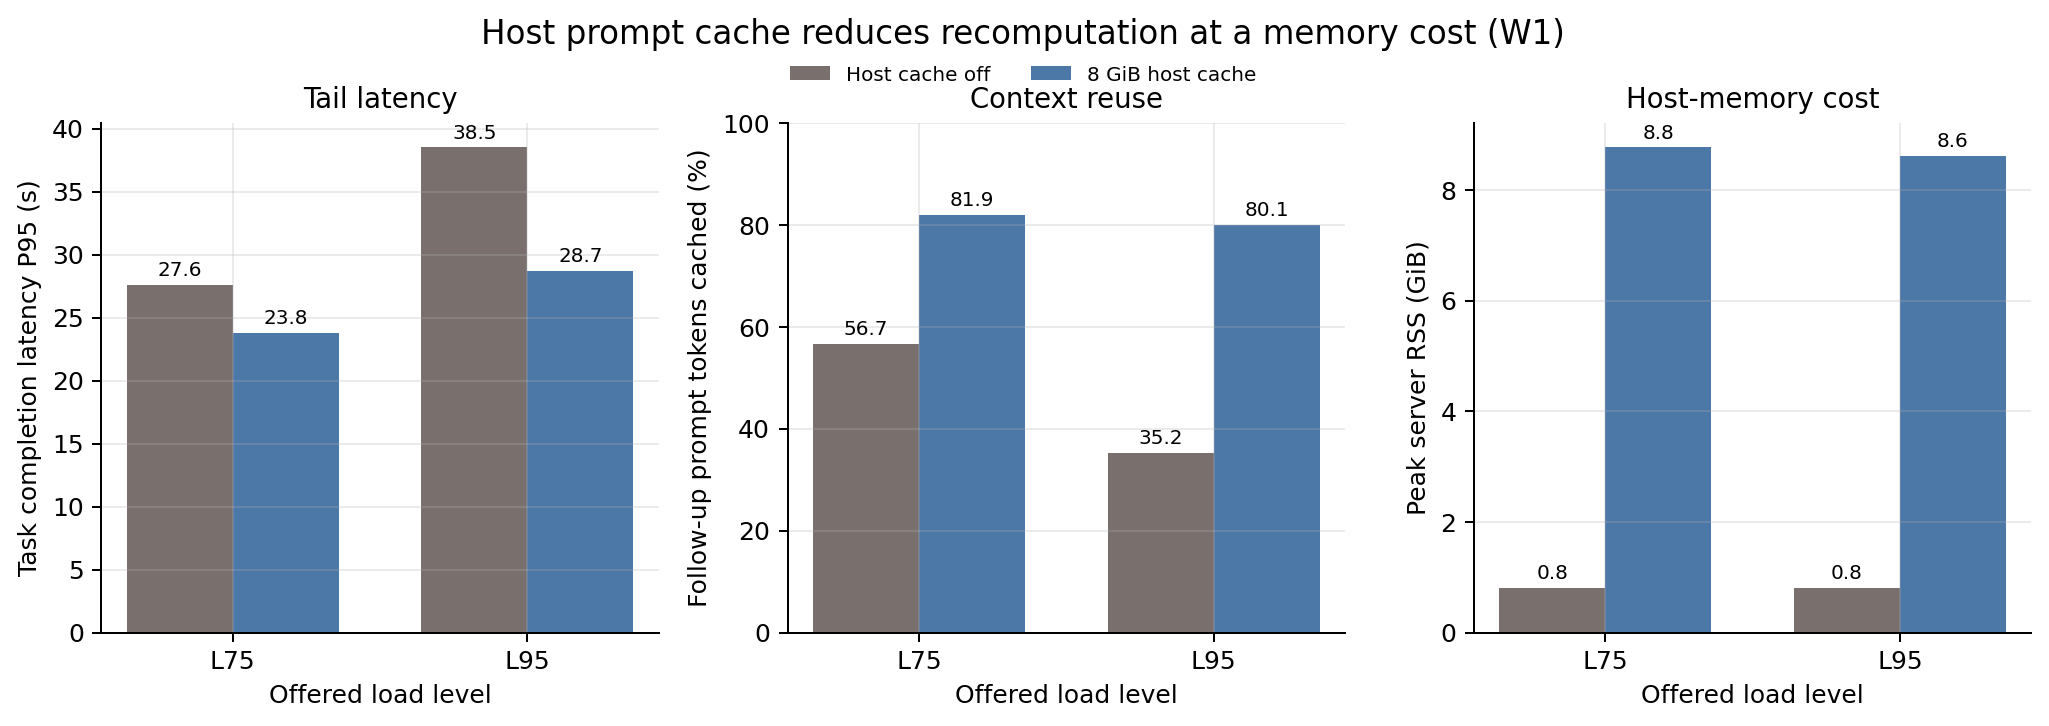 Host prompt cache reduces recomputation at a memory cost (W1)
Host cache off
8 GiB host cache
Tail latency
Task completion latency P95 (s)
40
35
30
25
20
15
10
5
0
27.6
23.8
38.5
28.7
L75
L95
Offered load level
Context reuse
Follow-up prompt tokens cached (%)
100
80
60
40
20
0
56.7
81.9
35.2
80.1
L75
L95
Offered load level
Host-memory cost
Peak server RSS (GiB)
8
6
4
2
0
0.8
8.8
0.8
8.6
L75
L95
Offered load level